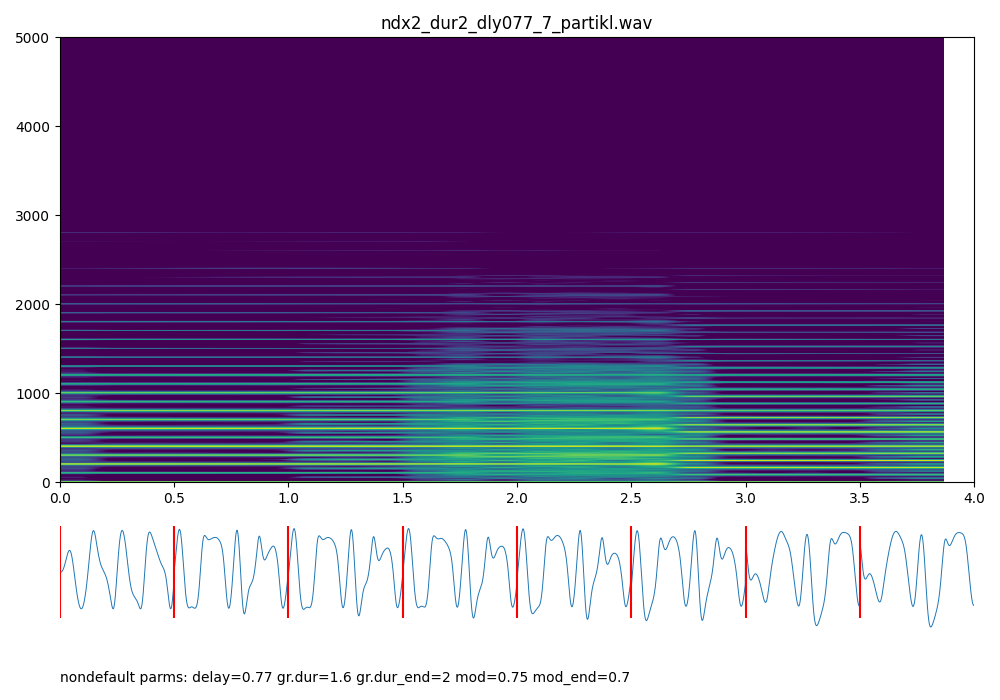 ndx2_dur2_dly077_7_partikl.wav
5000
4000
3000
2000
1000
0
0.0 0.5 1.0 1.5 2.0 2.5 3.0 3.5 4.0
nondefault parms: delay=0.77 gr.dur=1.6 gr.dur_end=2 mod=0.75 mod_end=0.7